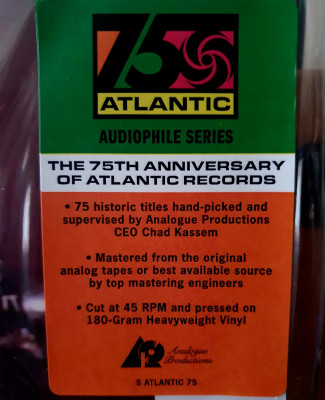 75
ATLANTIC
AUDIOPHILE SERIES
THE 75TH ANNIVERSARY
OF ATLANTIC RECORDS
• 75 historic titles hand-picked and
supervised by Analogue Productions
CEO Chad Kassem
• Mastered from the original
analog tapes or best available source
by top mastering engineers
• Cut at 45 RPM and pressed on
180-Gram Heavyweight Vinyl
Analogue
Productions
S ATLANTIC 75